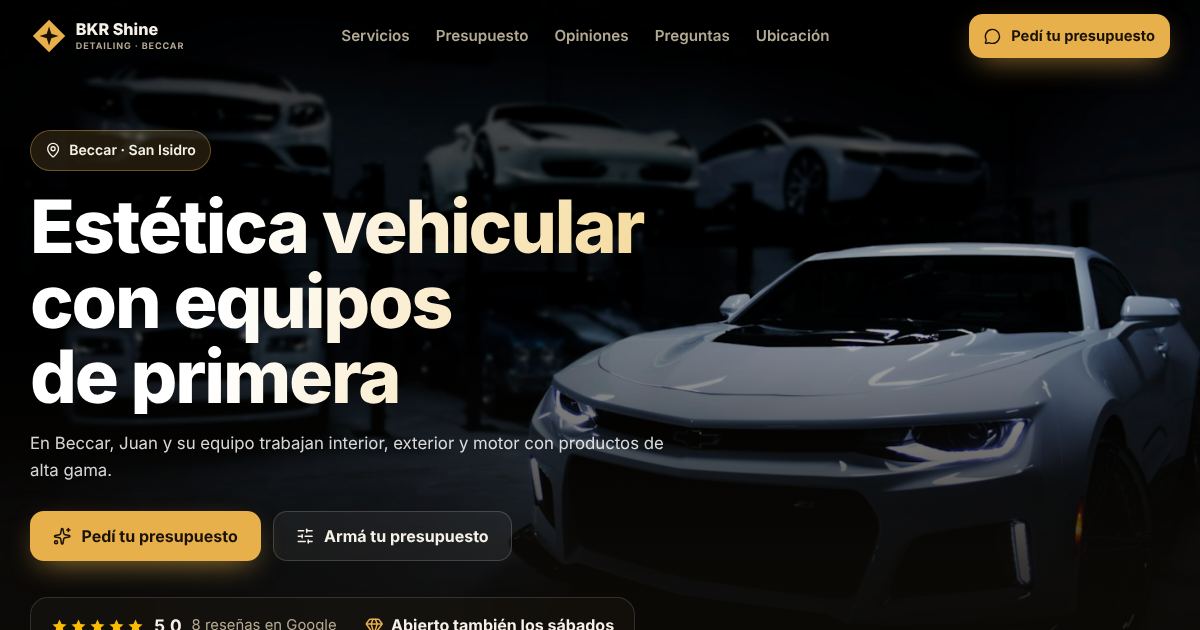 BKR Shine
DETAILING · BECCAR
Servicios
Presupuesto
Opiniones
Preguntas
Ubicación
Pedí tu presupuesto
Beccar · San Isidro
Estética vehicular
con equipos
de primera
En Beccar, Juan y su equipo trabajan interior, exterior y motor con productos de
alta gama.
Pedí tu presupuesto
Armá tu presupuesto
5,0 8 reseñas en Google
Abierto también los sábados